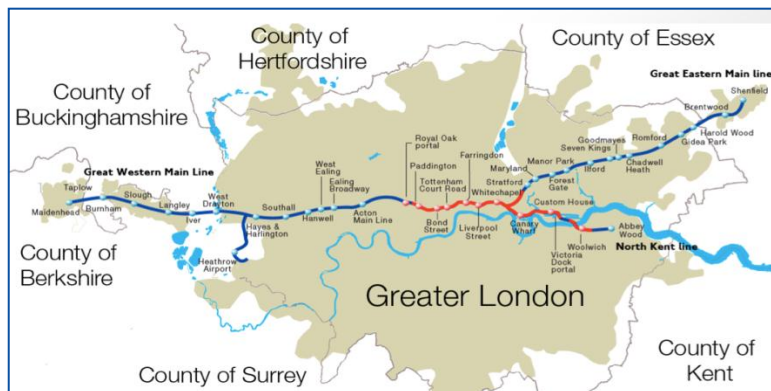 County of
Hertfordshire
County of Essex
Great Eastern Main line
County of
Buckinghamshire
Shenfield
Brentwood
Harold Wood
Gidea Park
Romford
Chadwell
Heath
Goodmayes
Seven Kings
Ilford
Manor Park
Forest
Gate
Maryland
Stratford
Great Western Main Line
Taplow
Maidenhead
Burnham
Slough
Langley
Iver
West
Drayton
Hayes &
Harlington
Heathrow
Airport
Southall
Hanwell
West
Ealing
Ealing
Broadway
Acton
Main Line
Royal Oak
portal
Paddington
Bond
Street
Tottenham
Court Road
Farringdon
Liverpool
Street
Whitechapel
Canary
Wharf
Custom House
Victoria
Dock
portal
Woolwich
Abbey
Wood
North Kent line
County of
Berkshire
Greater London
County of Surrey
County of
Kent